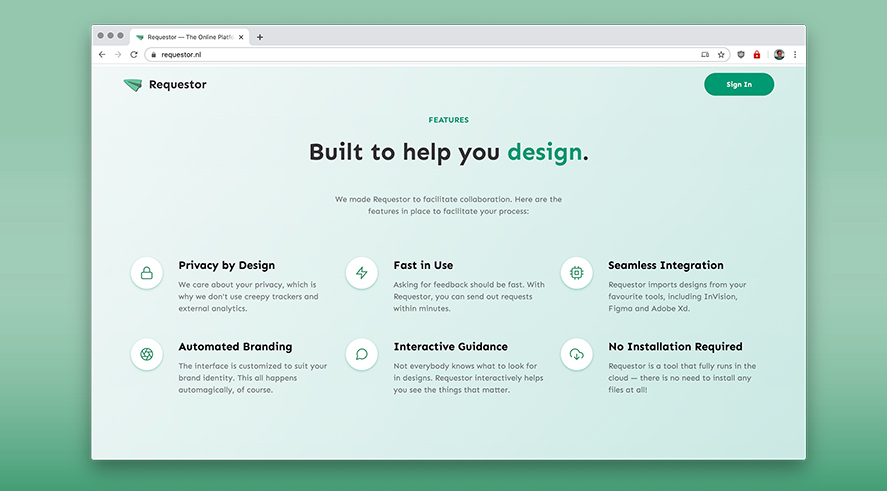 Requestor — The Online Platfo
requestor.nl
Requestor
Sign In
FEATURES
Built to help you design.
We made Requestor to facilitate collaboration. Here are the
features in place to facilitate your process:
Privacy by Design
We care about your privacy, which is
why we don't use creepy trackers and
external analytics.
Fast in Use
Asking for feedback should be fast. With
Requestor, you can send out requests
within minutes.
Seamless Integration
Requestor imports designs from your
favourite tools, including InVision,
Figma and Adobe Xd.
Automated Branding
The interface is customized to suit your
brand identity. This all happens
automagically, of course.
Interactive Guidance
Not everybody knows what to look for
in designs. Requestor interactively helps
you see the things that matter.
No Installation Required
Requestor is a tool that fully runs in the
cloud — there is no need to install any
files at all!